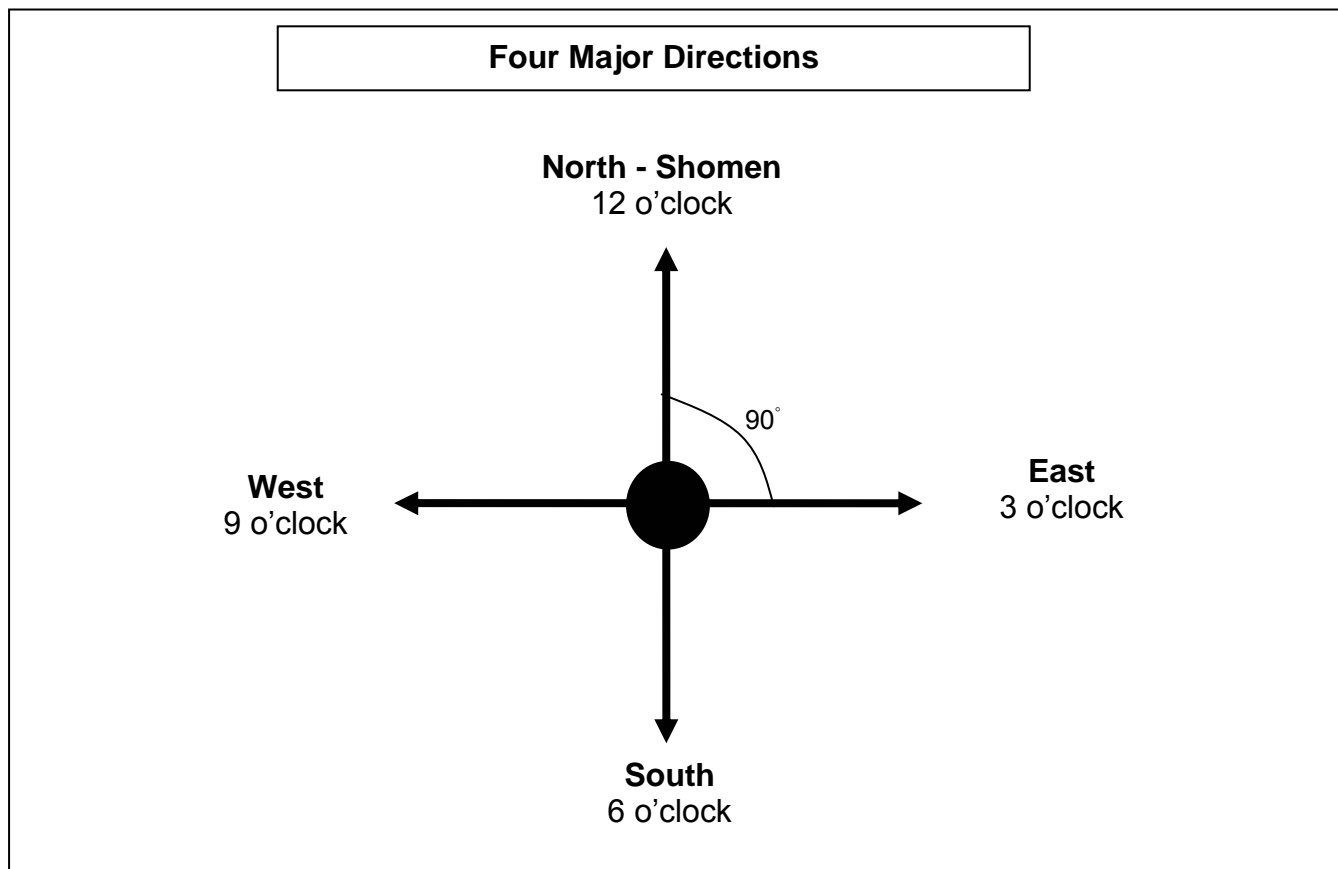 Four Major Directions
North - Shomen
12 o’clock
90°
West
9 o’clock
East
3 o’clock
South
6 o’clock